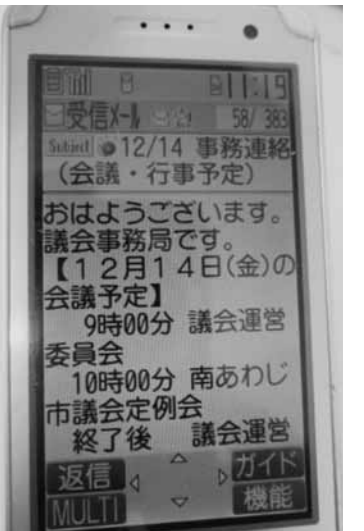 11:19
受信メール 58/383
Subject 12/14 事務連絡
(会議・行事予定)
おはようございます。
議会事務局です。
【12月14日(金)の
会議予定】
9時00分 議会運営
委員会
10時00分 南あわじ
市議会定例会
終了後 議会運営
返信 ガイド
MULTI 機能